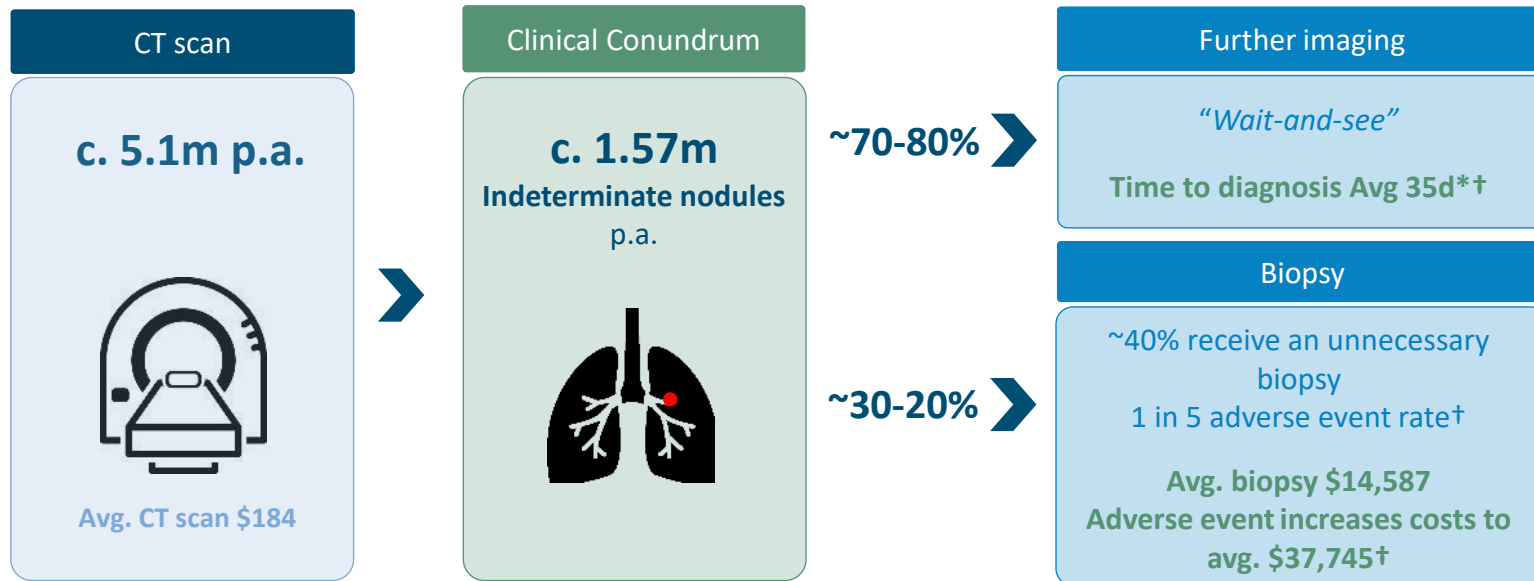 CT scan
c. 5.1m p.a.
Avg. CT scan $184
Clinical Conundrum
c. 1.57m
Indeterminate nodules
p.a.
~70-80%
Further imaging
“Wait-and-see”
Time to diagnosis Avg 35d*†
~30-20%
Biopsy
~40% receive an unnecessary
biopsy
1 in 5 adverse event rate†
Avg. biopsy $14,587
Adverse event increases costs to
avg. $37,745†